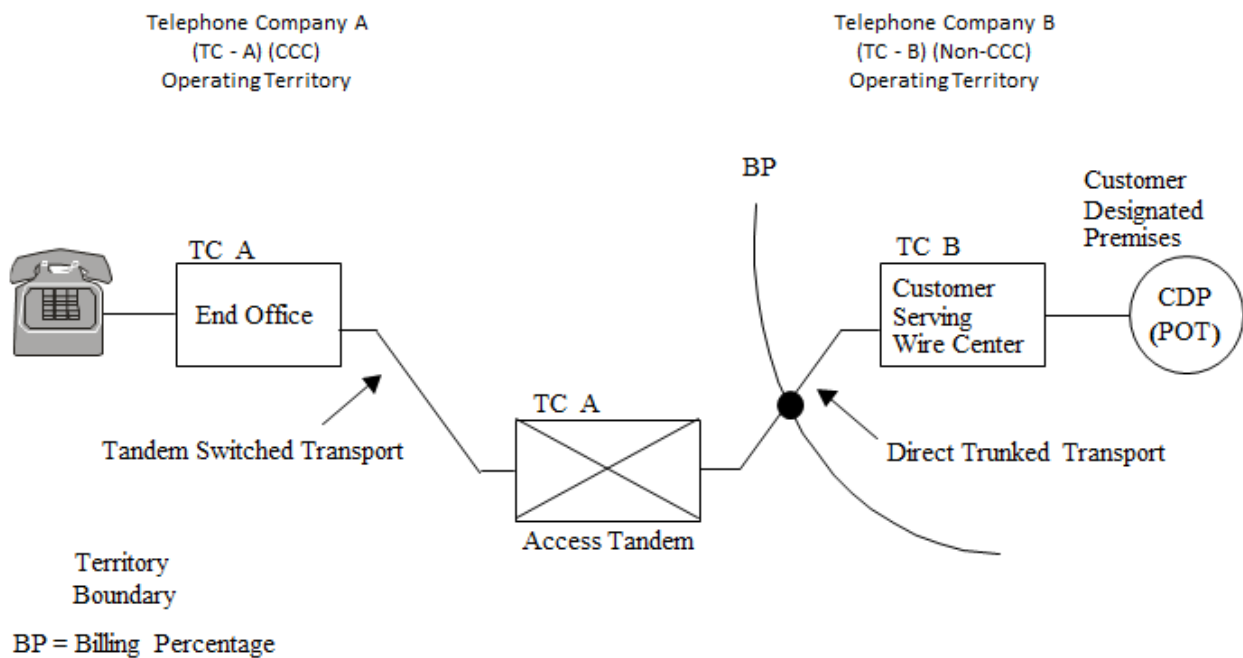 Telephone Company A
(TC - A) (CCC)
Operating Territory
Telephone Company B
(TC - B) (Non-CCC)
Operating Territory
BP
Customer
Designated
Premises
TC A
End Office
TC B
Customer
Serving
Wire Center
CDP
(POT)
TC A
Tandem Switched Transport
Direct Trunked Transport
Access Tandem
Territory
Boundary
BP = Billing Percentage